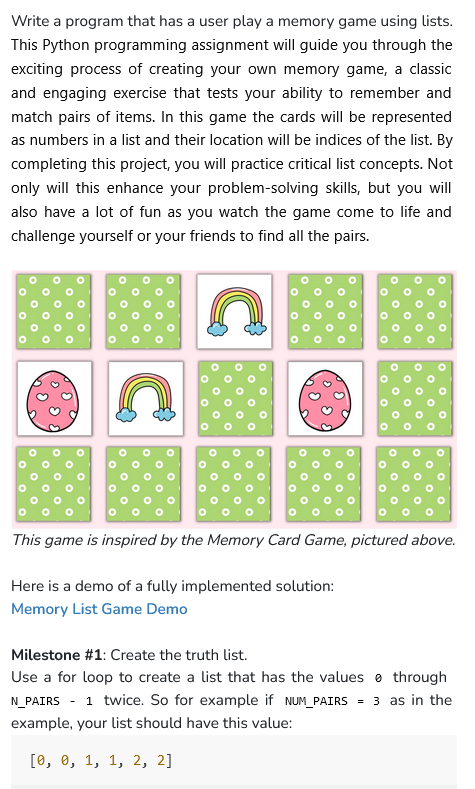 Write a program that has a user play a memory game using lists.
This Python programming assignment will guide you through the
exciting process of creating your own memory game, a classic
and engaging exercise that tests your ability to remember and
match pairs of items. In this game the cards will be represented
as numbers in a list and their location will be indices of the list. By
completing this project, you will practice critical list concepts. Not
only will this enhance your problem-solving skills, but you will
also have a lot of fun as you watch the game come to life and
challenge yourself or your friends to find all the pairs.
This game is inspired by the Memory Card Game, pictured above.
Here is a demo of a fully implemented solution:
Memory List Game Demo
Milestone #1: Create the truth list.
Use a for loop to create a list that has the values 0 through
N_PAIRS - 1 twice. So for example if NUM_PAIRS = 3 as in the
example, your list should have this value:
[0, 0, 1, 1, 2, 2]